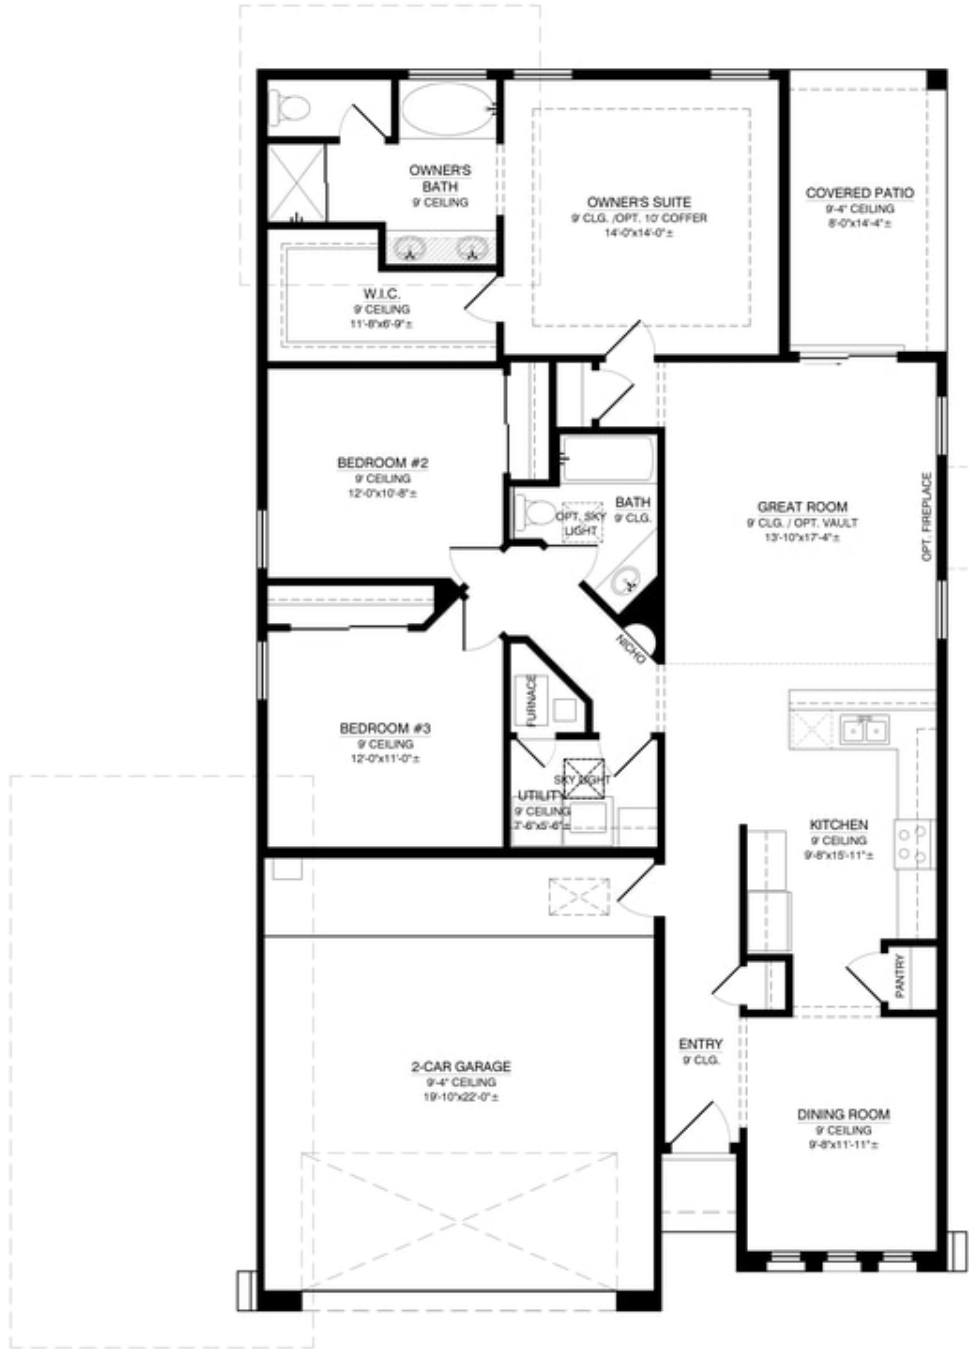 OWNER'S
BATH
9' CEILING
OWNER'S SUITE
9' CLG. /OPT. 10' COFFER
14'-0"x14'-0"±
COVERED PATIO
9'-4" CEILING
8'-0"x14'-4"±
W.I.C.
9' CEILING
11'-8"x6'-9"±
BEDROOM #2
9' CEILING
12'-0"x10'-8"±
BATH
9' CLG.
OPT. SKY
LIGHT
GREAT ROOM
9' CLG. / OPT. VAULT
13'-10"x17'-4"±
OPT. FIREPLACE
NICHO
FURNACE
BEDROOM #3
9' CEILING
12'-0"x11'-0"±
SKY LIGHT
UTILITY
9' CEILING
7'-6"x5'-6"±
KITCHEN
9' CEILING
9'-8"x15'-11"±
PANTRY
ENTRY
9' CLG.
2-CAR GARAGE
9'-4" CEILING
19'-10"x22'-0"±
DINING ROOM
9' CEILING
9'-8"x11'-11"±